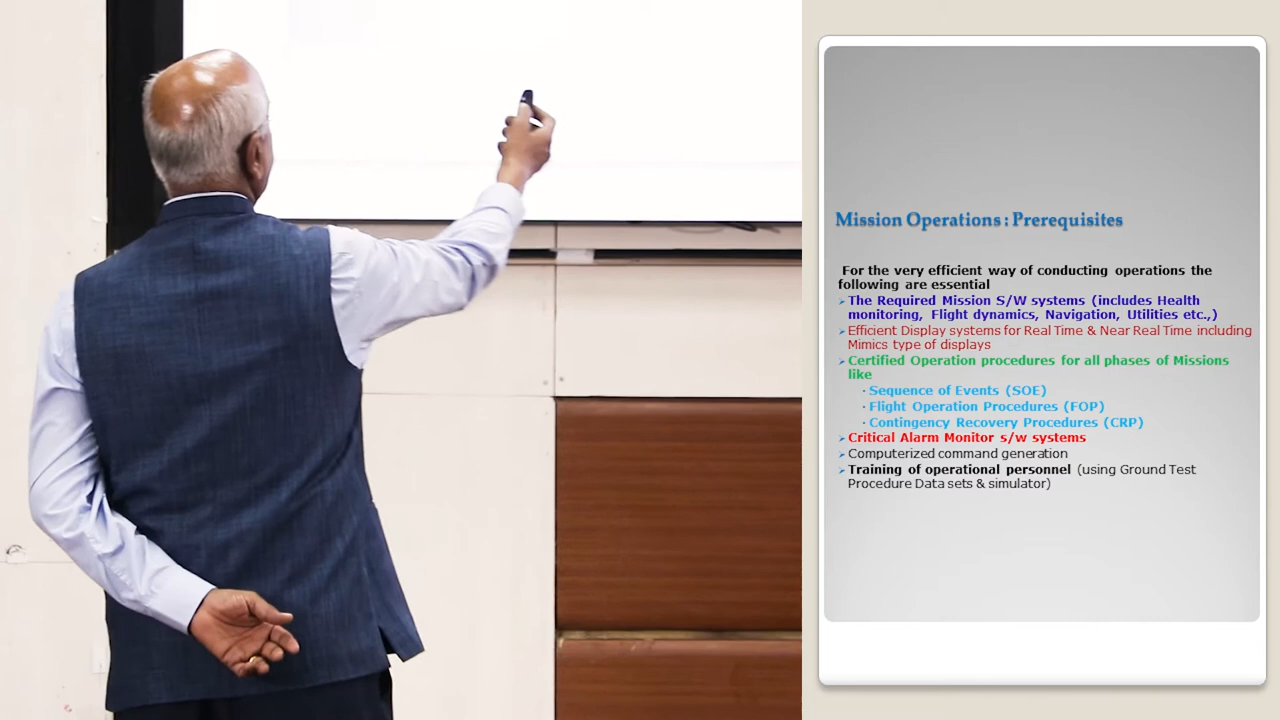 Mission Operations : Prerequisites
For the very efficient way of conducting operations the
following are essential
The Required Mission S/W systems (includes Health
monitoring, Flight dynamics, Navigation, Utilities etc.,)
Efficient Display systems for Real Time & Near Real Time including
Mimics type of displays
Certified Operation procedures for all phases of Missions
like
· Sequence of Events (SOE)
· Flight Operation Procedures (FOP)
· Contingency Recovery Procedures (CRP)
Critical Alarm Monitor s/w systems
Computerized command generation
Training of operational personnel (using Ground Test
Procedure Data sets & simulator)